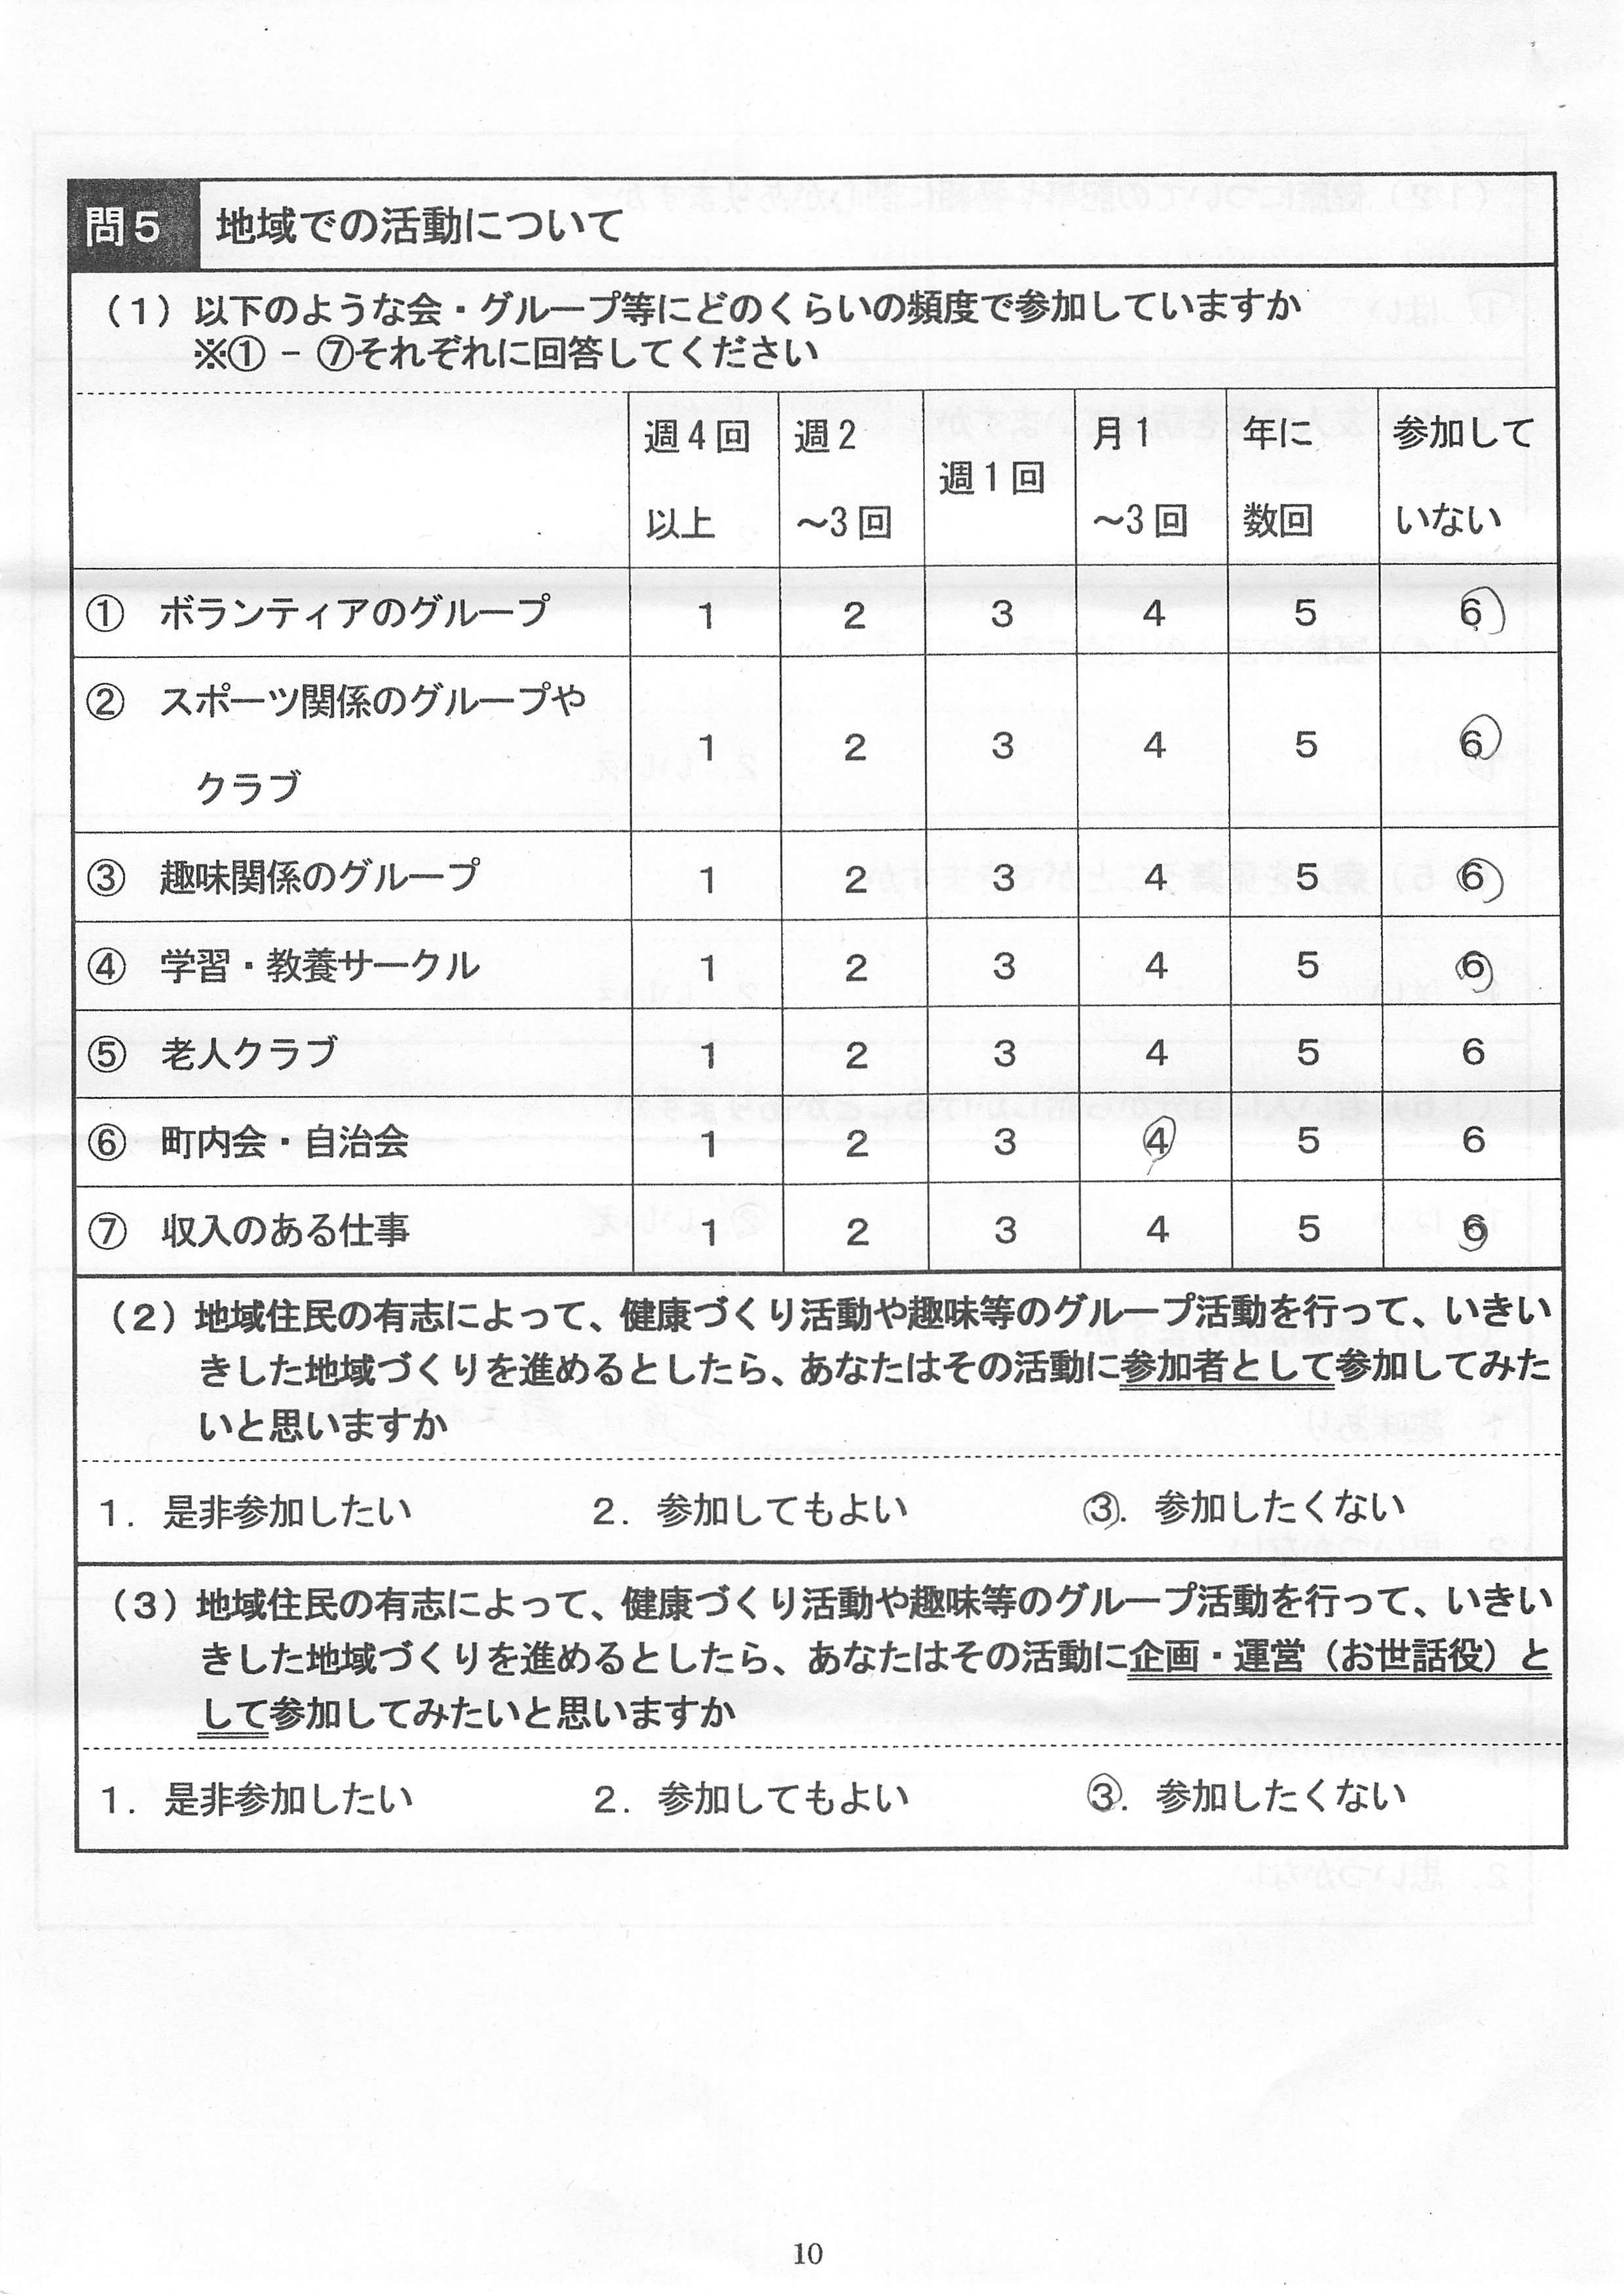 問５ 地域での活動について
（１）以下のような会・グループ等にどのくらいの頻度で参加していますか
※① － ⑦それぞれに回答してください
週４回以上 週２～３回 週１回 月１～３回 年に数回 参加していない
① ボランティアのグループ 1 2 3 4 5 6
② スポーツ関係のグループや
クラブ 1 2 3 4 5 6
③ 趣味関係のグループ 1 2 3 4 5 6
④ 学習・教養サークル 1 2 3 4 5 6
⑤ 老人クラブ 1 2 3 4 5 6
⑥ 町内会・自治会 1 2 3 4 5 6
⑦ 収入のある仕事 1 2 3 4 5 6
（２）地域住民の有志によって、健康づくり活動や趣味等のグループ活動を行って、いきい
きした地域づくりを進めるとしたら、あなたはその活動に参加者として参加してみた
いと思いますか
１．是非参加したい ２．参加してもよい ３．参加したくない
（３）地域住民の有志によって、健康づくり活動や趣味等のグループ活動を行って、いきい
きした地域づくりを進めるとしたら、あなたはその活動に企画・運営（お世話役）と
して参加してみたいと思いますか
１．是非参加したい ２．参加してもよい ３．参加したくない
10